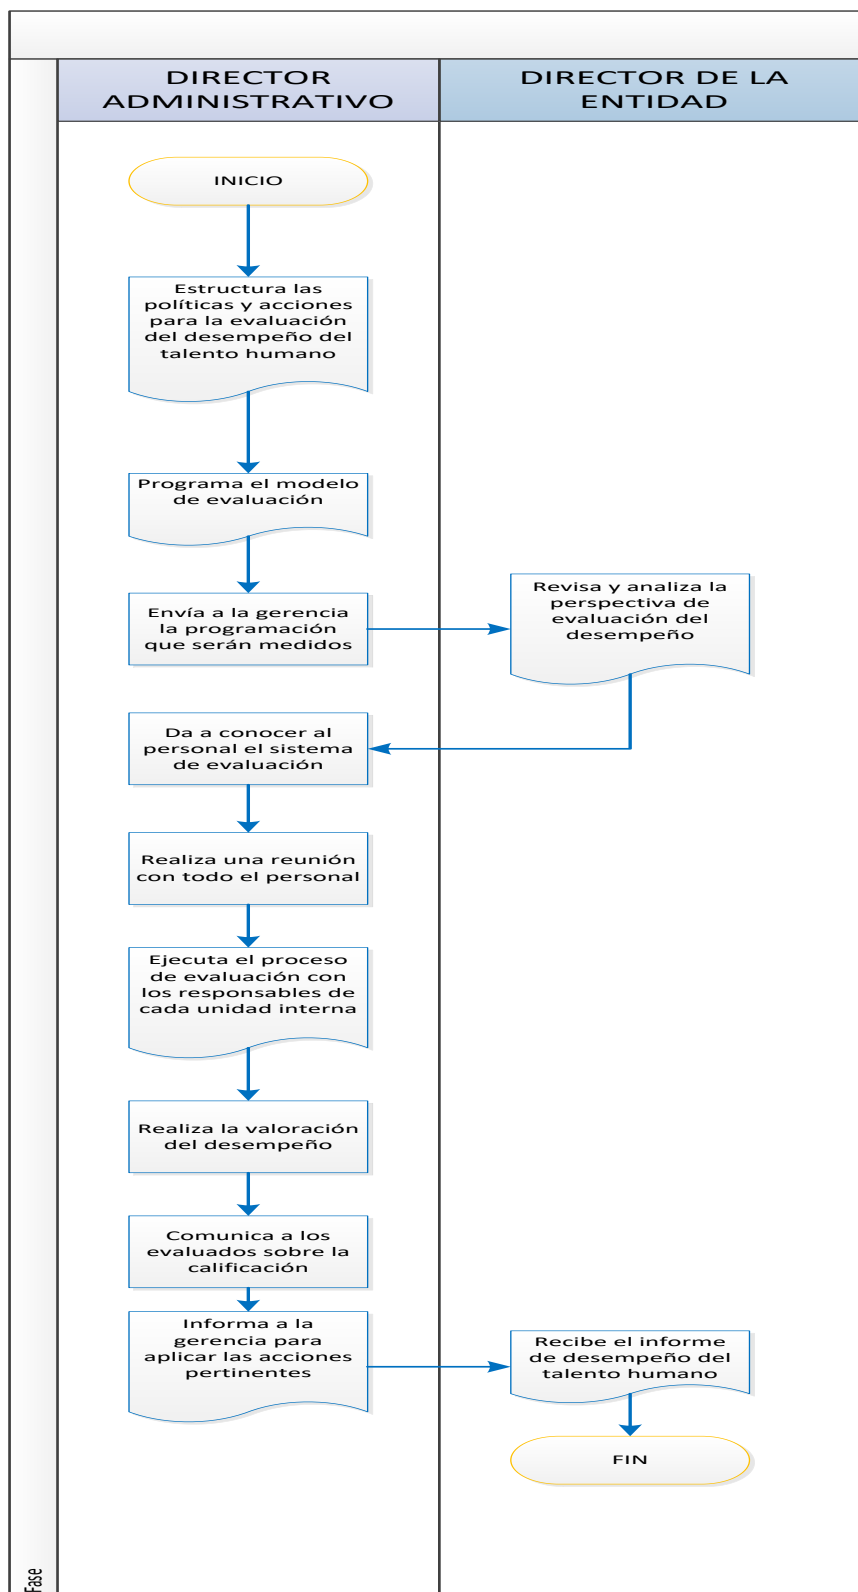 DIRECTOR
ADMINISTRATIVO
DIRECTOR DE LA
ENTIDAD
INICIO
Estructura las
políticas y acciones
para la evaluación
del desempeño del
talento humano
Programa el modelo
de evaluación
Envía a la gerencia
la programación
que serán medidos
Revisa y analiza la
perspectiva de
evaluación del
desempeño
Da a conocer al
personal el sistema
de evaluación
Realiza una reunión
con todo el personal
Ejecuta el proceso
de evaluación con
los responsables de
cada unidad interna
Realiza la valoración
del desempeño
Comunica a los
evaluados sobre la
calificación
Informa a la
gerencia para
aplicar las acciones
pertinentes
Recibe el informe
de desempeño del
talento humano
FIN
Fase